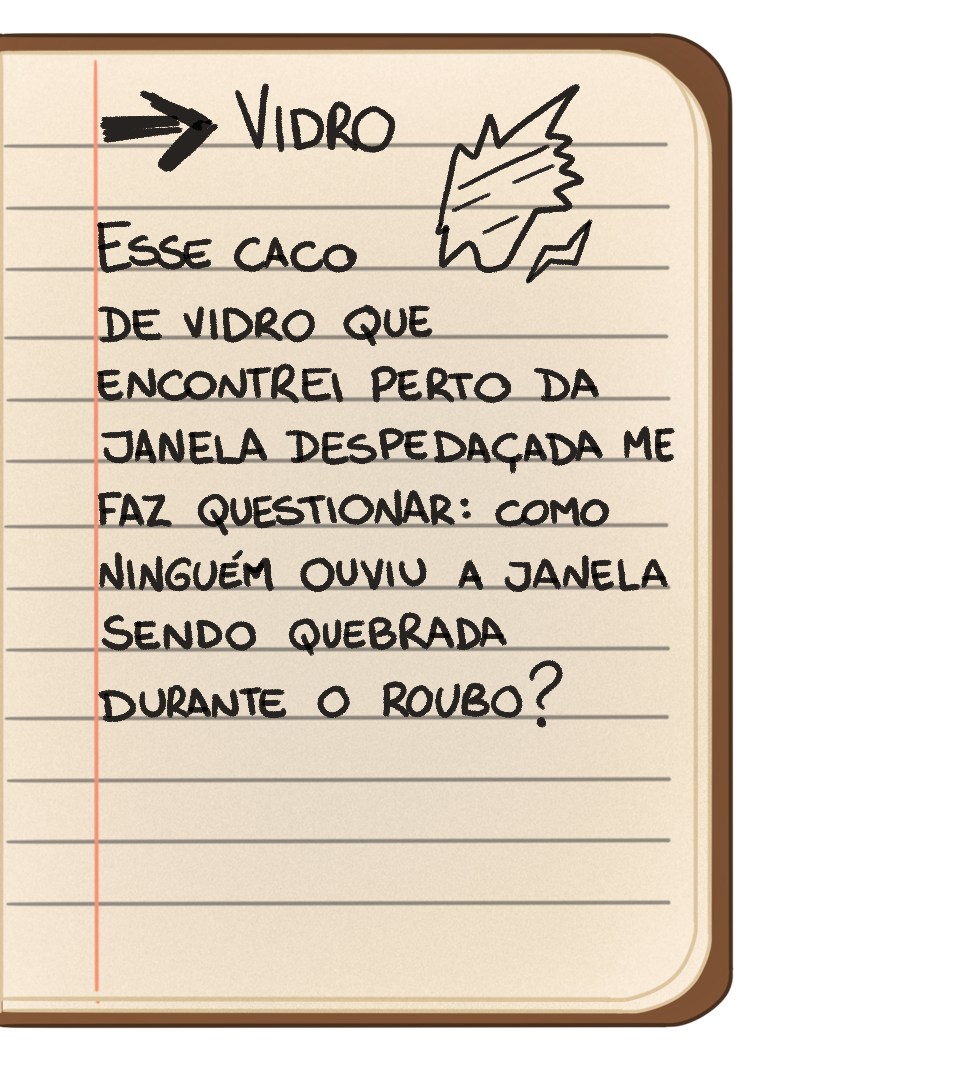 VIDRO
ESSE CACO
DE VIDRO QUE
ENCONTREI PERTO DA
JANELA DESPEDAÇADA ME
FAZ QUESTIONAR: COMO
NINGUÉM OUVIU A JANELA
SENDO QUEBRADA
DURANTE O ROUBO?